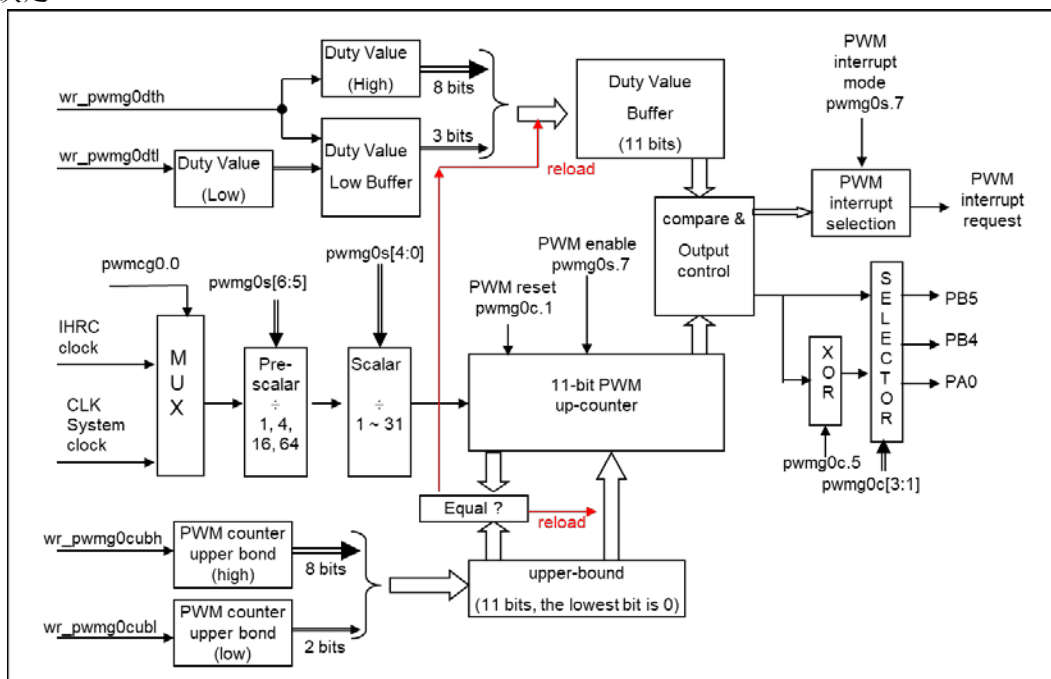 Duty Value
(High)
8 bits
wr_pwmg0dth
3 bits
wr_pwmg0dtl
Duty Value
(Low)
Duty Value
Low Buffer
reload
Duty Value
Buffer
(11 bits)
PWM
interrupt
mode
pwmg0s.7
PWM
interrupt
selection
PWM
interrupt
request
compare &
Output
control
pwmcg0.0
pwmg0s[6:5]
pwmg0s[4:0]
PWM enable
pwmg0s.7
PWM reset
pwmg0c.1
IHRC
clock
CLK
System
clock
MUX
Pre-
scalar
÷
1, 4,
16, 64
Scalar
÷
1 ~ 31
11-bit PWM
up-counter
XOR
SELECTOR
PB5
PB4
PA0
pwmg0c.5
pwmg0c[3:1]
Equal ?
reload
wr_pwmg0cubh
PWM counter
upper bond
(high)
8 bits
wr_pwmg0cubl
PWM counter
upper bond
(low)
2 bits
upper-bound
(11 bits, the lowest bit is 0)